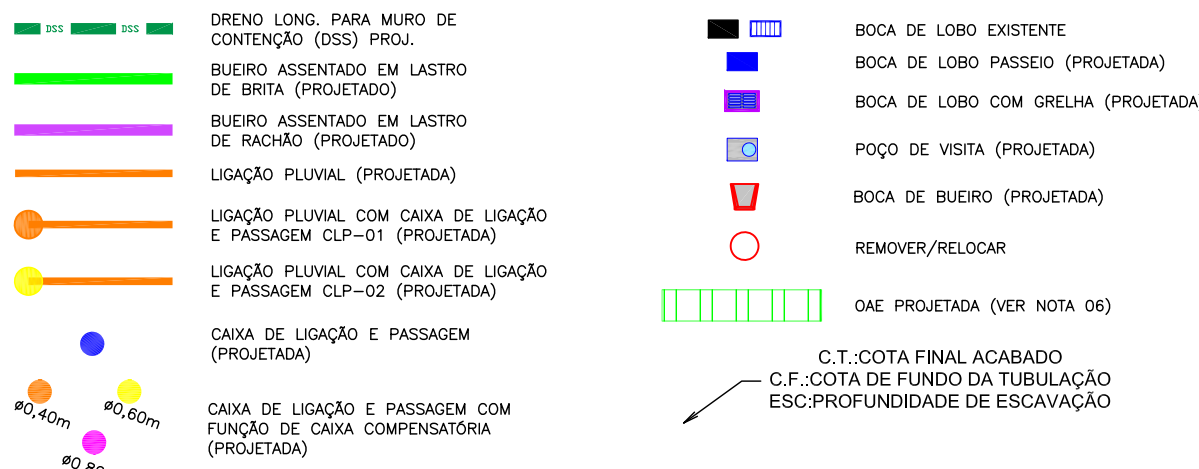 DSS DSS
DRENO LONG. PARA MURO DE
CONTENÇÃO (DSS) PROJ.
BUEIRO ASSENTADO EM LASTRO
DE BRITA (PROJETADO)
BUEIRO ASSENTADO EM LASTRO
DE RACHÃO (PROJETADO)
LIGAÇÃO PLUVIAL (PROJETADA)
LIGAÇÃO PLUVIAL COM CAIXA DE LIGAÇÃO
E PASSAGEM CLP-01 (PROJETADA)
LIGAÇÃO PLUVIAL COM CAIXA DE LIGAÇÃO
E PASSAGEM CLP-02 (PROJETADA)
CAIXA DE LIGAÇÃO E PASSAGEM
(PROJETADA)
ø0,40m
ø0,60m
CAIXA DE LIGAÇÃO E PASSAGEM COM
FUNÇÃO DE CAIXA COMPENSATÓRIA
(PROJETADA)
BOCA DE LOBO EXISTENTE
BOCA DE LOBO PASSEIO (PROJETADA)
BOCA DE LOBO COM GRELHA (PROJETADA
POÇO DE VISITA (PROJETADA)
BOCA DE BUEIRO (PROJETADA)
REMOVER/RELOCAR
OAE PROJETADA (VER NOTA 06)
C.T.:COTA FINAL ACABADO
C.F.:COTA DE FUNDO DA TUBULAÇÃO
ESC:PROFUNDIDADE DE ESCAVAÇÃO